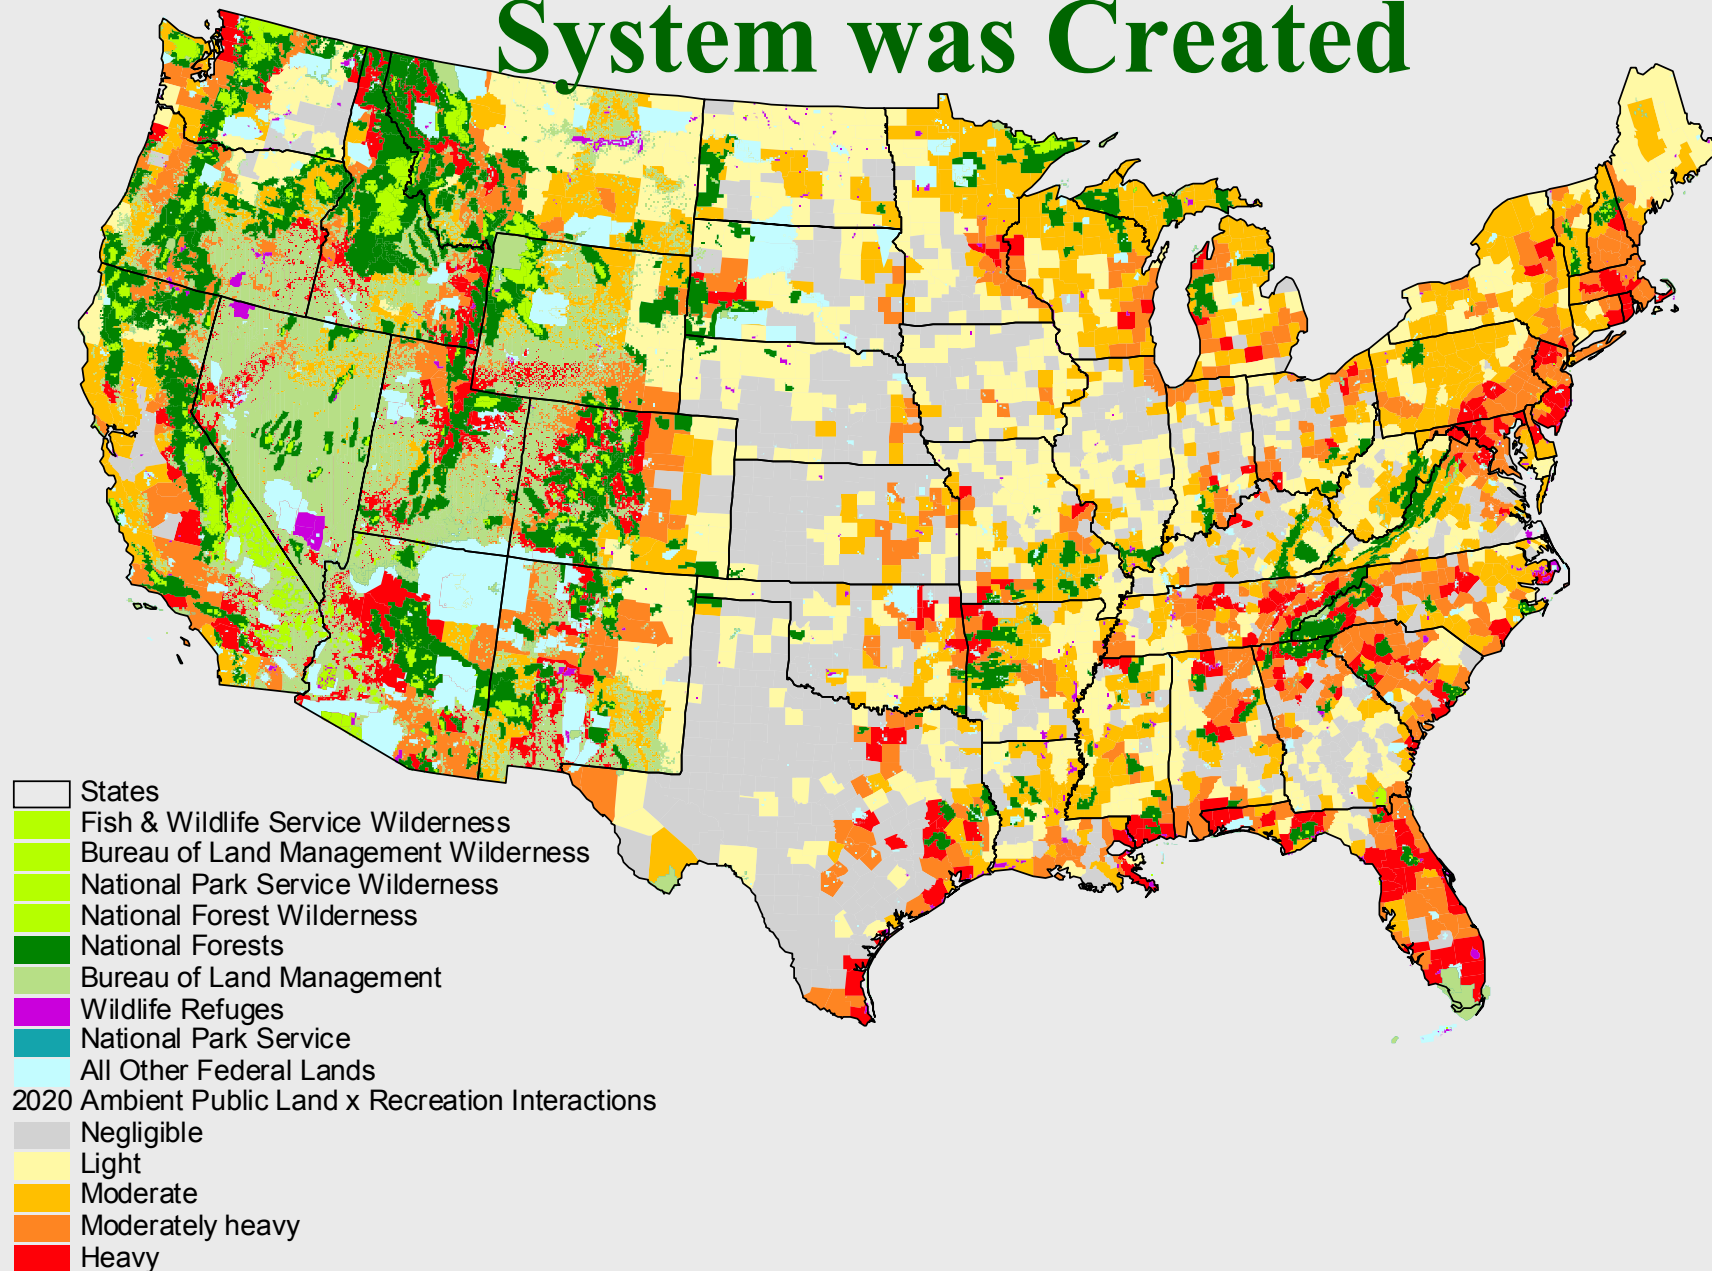 System was Created
States
Fish & Wildlife Service Wilderness
Bureau of Land Management Wilderness
National Park Service Wilderness
National Forest Wilderness
National Forests
Bureau of Land Management
Wildlife Refuges
National Park Service
All Other Federal Lands
2020 Ambient Public Land x Recreation Interactions
Negligible
Light
Moderate
Moderately heavy
Heavy